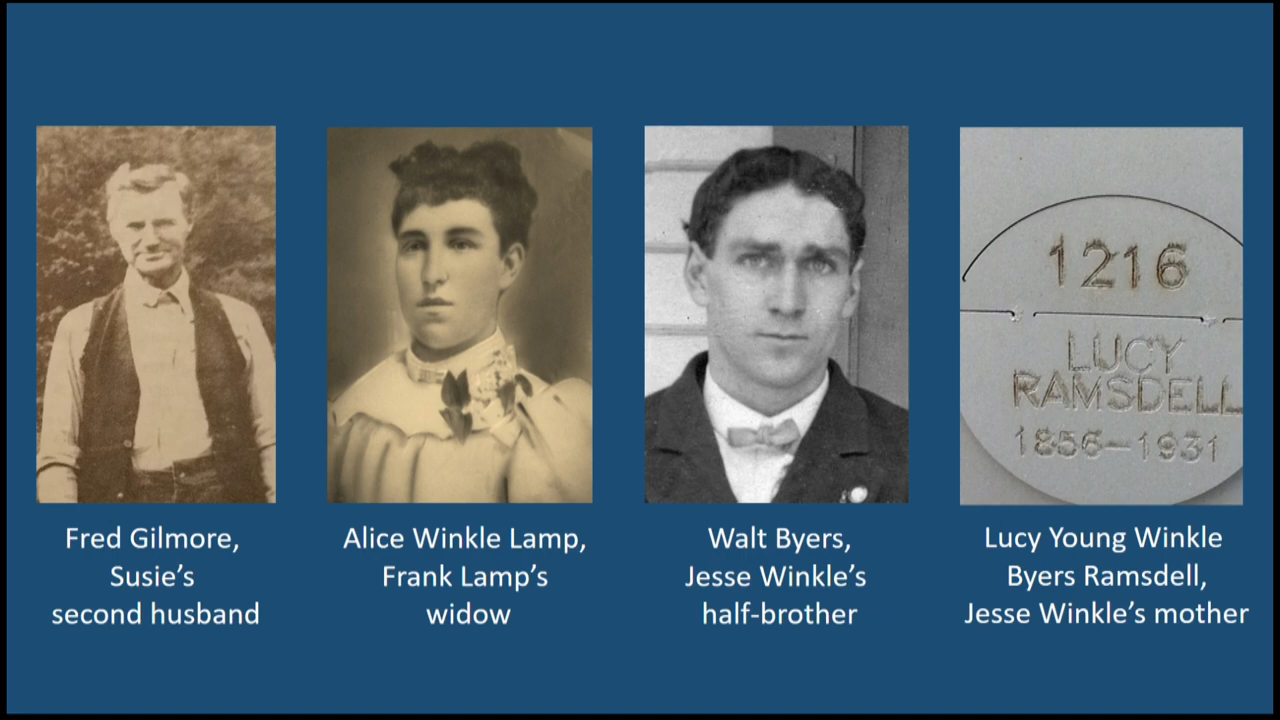 1216
LUCY
RAMSDELL
1856-1931
Fred Gilmore,
Susie’s
second husband
Alice Winkle Lamp,
Frank Lamp’s
widow
Walt Byers,
Jesse Winkle’s
half-brother
Lucy Young Winkle
Byers Ramsdell,
Jesse Winkle’s mother